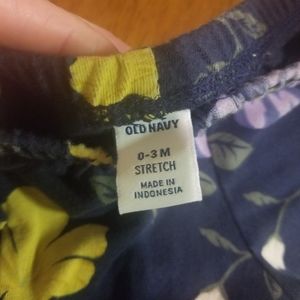 OLD NAVY
0-3 M
STRETCH
MADE IN
INDONESIA